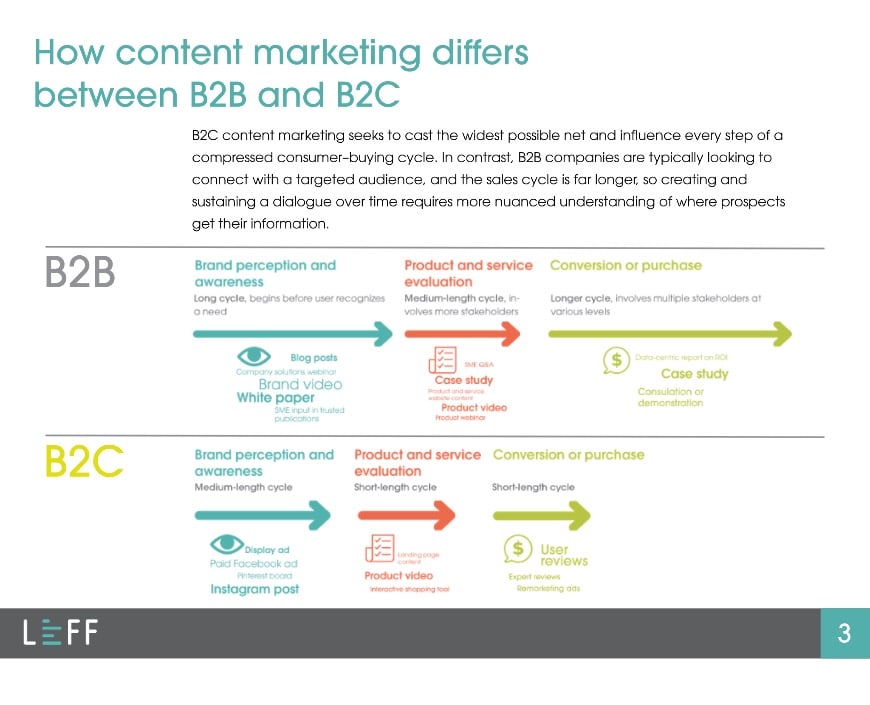 How content marketing differs
between B2B and B2C
B2C content marketing seeks to cast the widest possible net and influence every step of a
compressed consumer–buying cycle. In contrast, B2B companies are typically looking to
connect with a targeted audience, and the sales cycle is far longer, so creating and
sustaining a dialogue over time requires more nuanced understanding of where prospects
get their information.
B2B
Brand perception and
awareness
Long cycle, begins before user recognizes
a need
Blog posts
Company solutions webinar
Brand video
White paper
SME input in trusted
publications
Product and service
evaluation
Medium-length cycle, in-
volves more stakeholders
SME Q&A
Case study
Product and service
website content
Product video
Product webinar
Conversion or purchase
Longer cycle, involves multiple stakeholders at
various levels
$
Data-centric report on ROI
Case study
Consulation or
demonstration
B2C
Brand perception and
awareness
Medium-length cycle
Display ad
Paid Facebook ad
Pinterest board
Instagram post
Product and service
evaluation
Short-length cycle
Landing page
content
Product video
Interactive shopping tool
Conversion or purchase
Short-length cycle
$
User
reviews
Expert reviews
Remarketing ads
LEFF
3